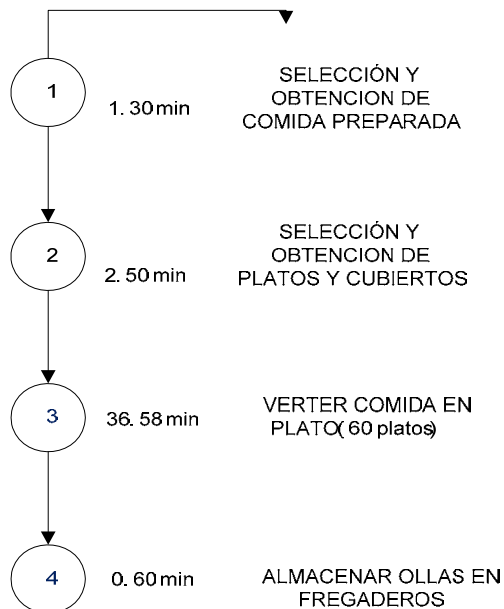 1
1. 30 min
SELECCIÓN Y
OBTENCION DE
COMIDA PREPARADA
2
2. 50 min
SELECCIÓN Y
OBTENCION DE
PLATOS Y CUBIERTOS
3
36. 58 min
VERTER COMIDA EN
PLATO( 60 platos)
4
0. 60 min
ALMACENAR OLLAS EN
FREGADEROS